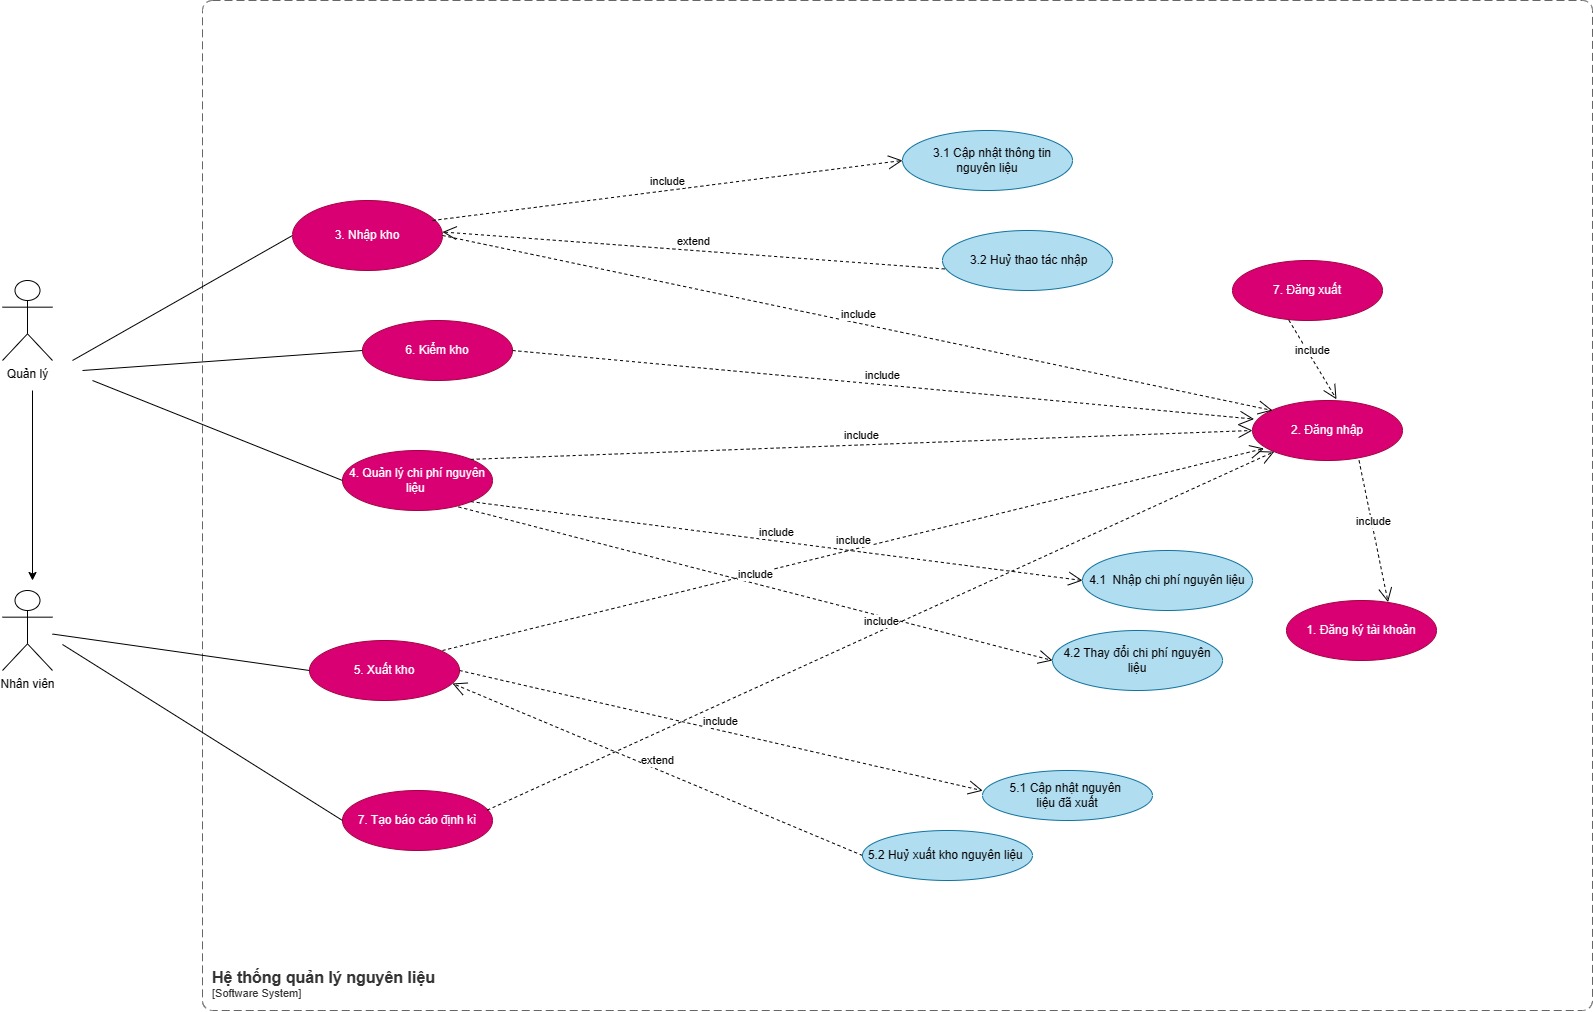 3.1 Cập nhật thông tin
nguyên liệu
include
3. Nhập kho
extend
3.2 Huỷ thao tác nhập
7. Đăng xuất
include
6. Kiểm kho
include
Quản lý
include
2. Đăng nhập
include
4. Quản lý chi phí nguyên
liệu
include
include
include
include
4.1 Nhập chi phí nguyên liệu
include
1. Đăng ký tài khoản
4.2 Thay đổi chi phí nguyên
liệu
5. Xuất kho
Nhân viên
include
extend
5.1 Cập nhật nguyên
liệu đã xuất
7. Tạo báo cáo định kì
5.2 Huỷ xuất kho nguyên liệu
Hệ thống quản lý nguyên liệu
[Software System]